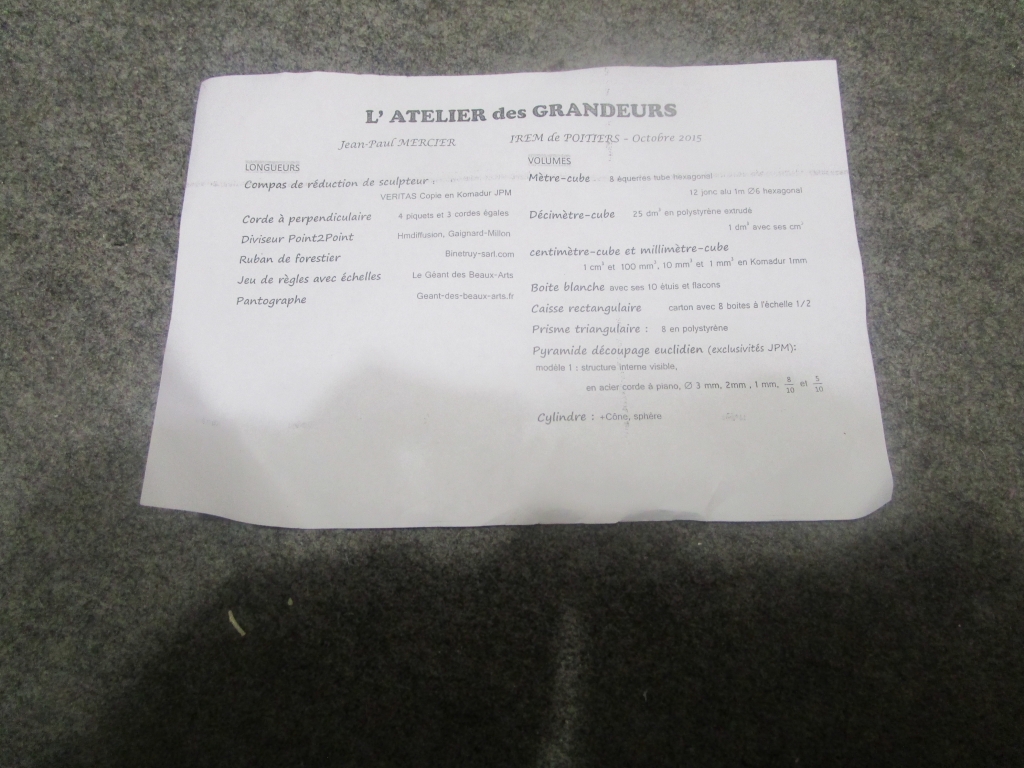 L' ATELIER des GRANDEURS
Jean-Paul MERCIER IREM de POITIERS - Octobre 2015
LONGUEURS
Compas de réduction de sculpteur :
VERITAS Copie en Komadur JPM
Corde à perpendiculaire 4 piquets et 3 cordes égales
Diviseur Point2Point Hmdiffusion, Gaignard-Millon
Ruban de forestier Binetruy-sarl.com
Jeu de règles avec échelles Le Géant des Beaux-Arts
Pantographe Geant-des-beaux-arts.fr
VOLUMES
Mètre-cube 8 équerres tube hexagonal
12 jonc alu 1m ∅6 hexagonal
Décimètre-cube 25 dm³ en polystyrène extrudé
1 dm³ avec ses cm³
centimètre-cube et millimètre-cube
1 cm³ et 100 mm³, 10 mm³ et 1 mm³ en Komadur 1mm
Boite blanche avec ses 10 étuis et flacons
Caisse rectangulaire carton avec 8 boites à l'échelle 1/2
Prisme triangulaire : 8 en polystyrène
Pyramide découpage euclidien (exclusivités JPM):
modèle 1 : structure interne visible,
en acier corde à piano, ∅ 3 mm, 2mm , 1 mm, 8/10 et 5/10
Cylindre : +Cône, sphère